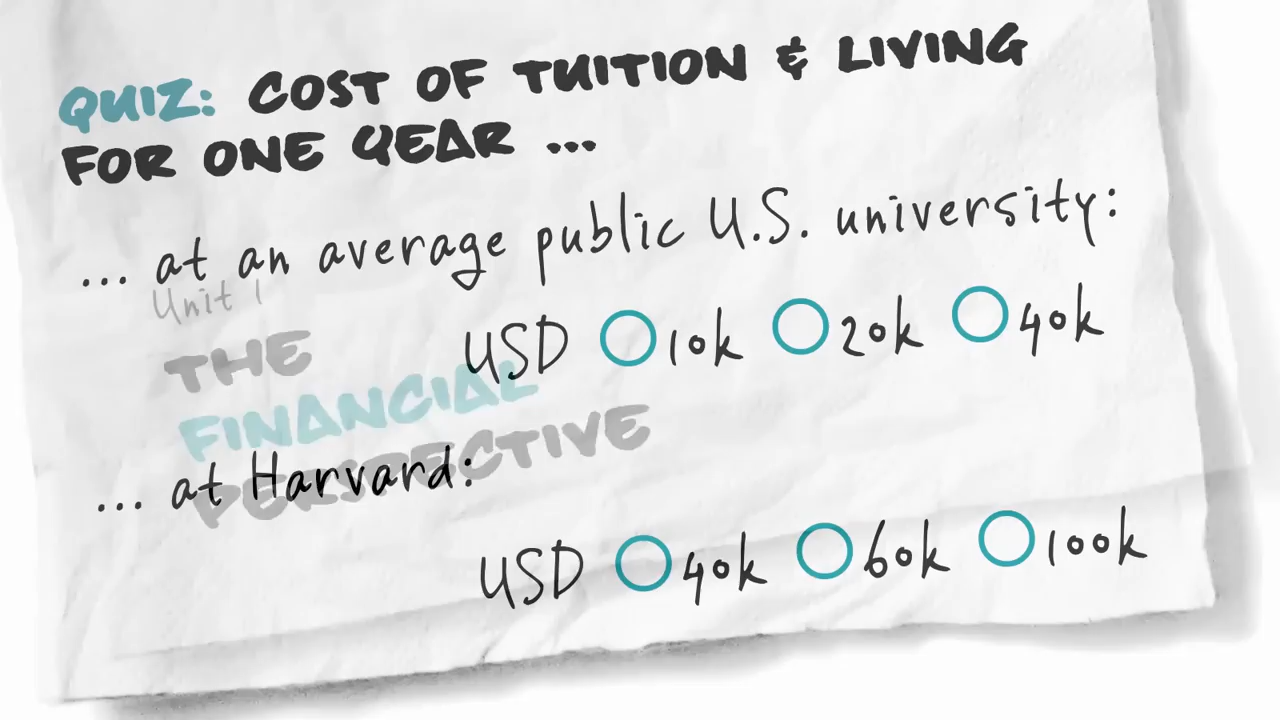 QUIZ: COST OF TUITION & LIVING
FOR ONE YEAR ...
... at an average public U.S. university:
Unit 1
USD 10k 20k 40k
THE
FINANCIAL
PERSPECTIVE
... at Harvard:
USD 40k 60k 100k